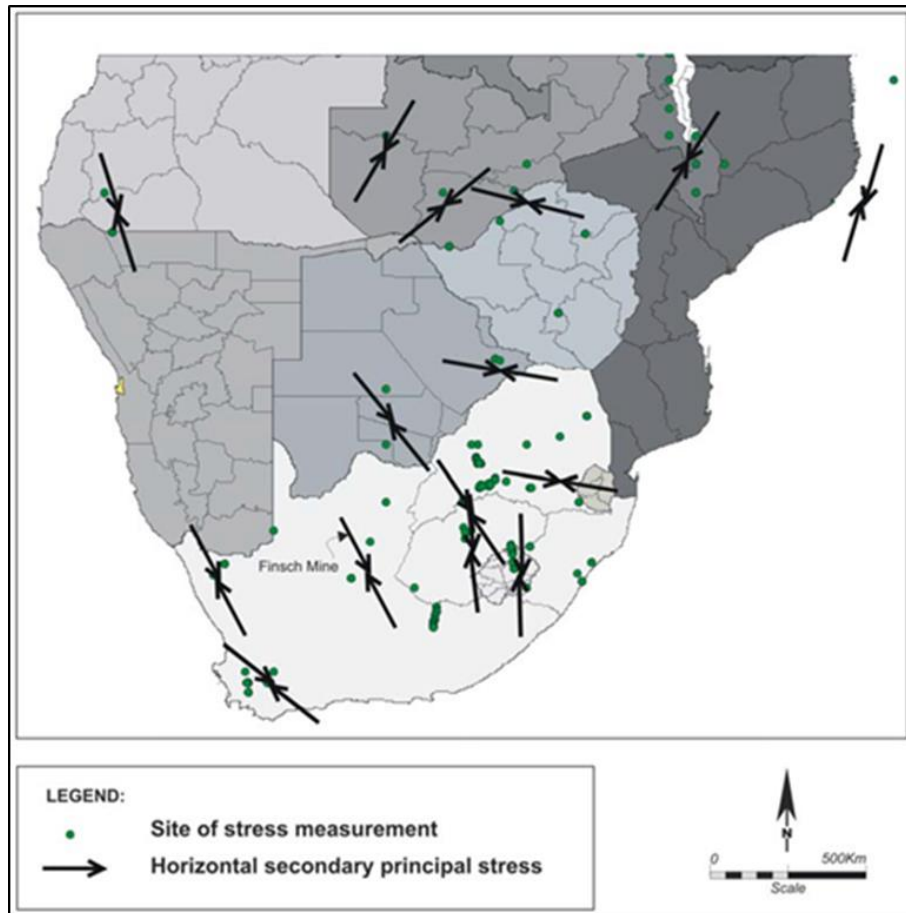 Finsch Mine
LEGEND:
Site of stress measurement
Horizontal secondary principal stress
N
0 500Km
Scale